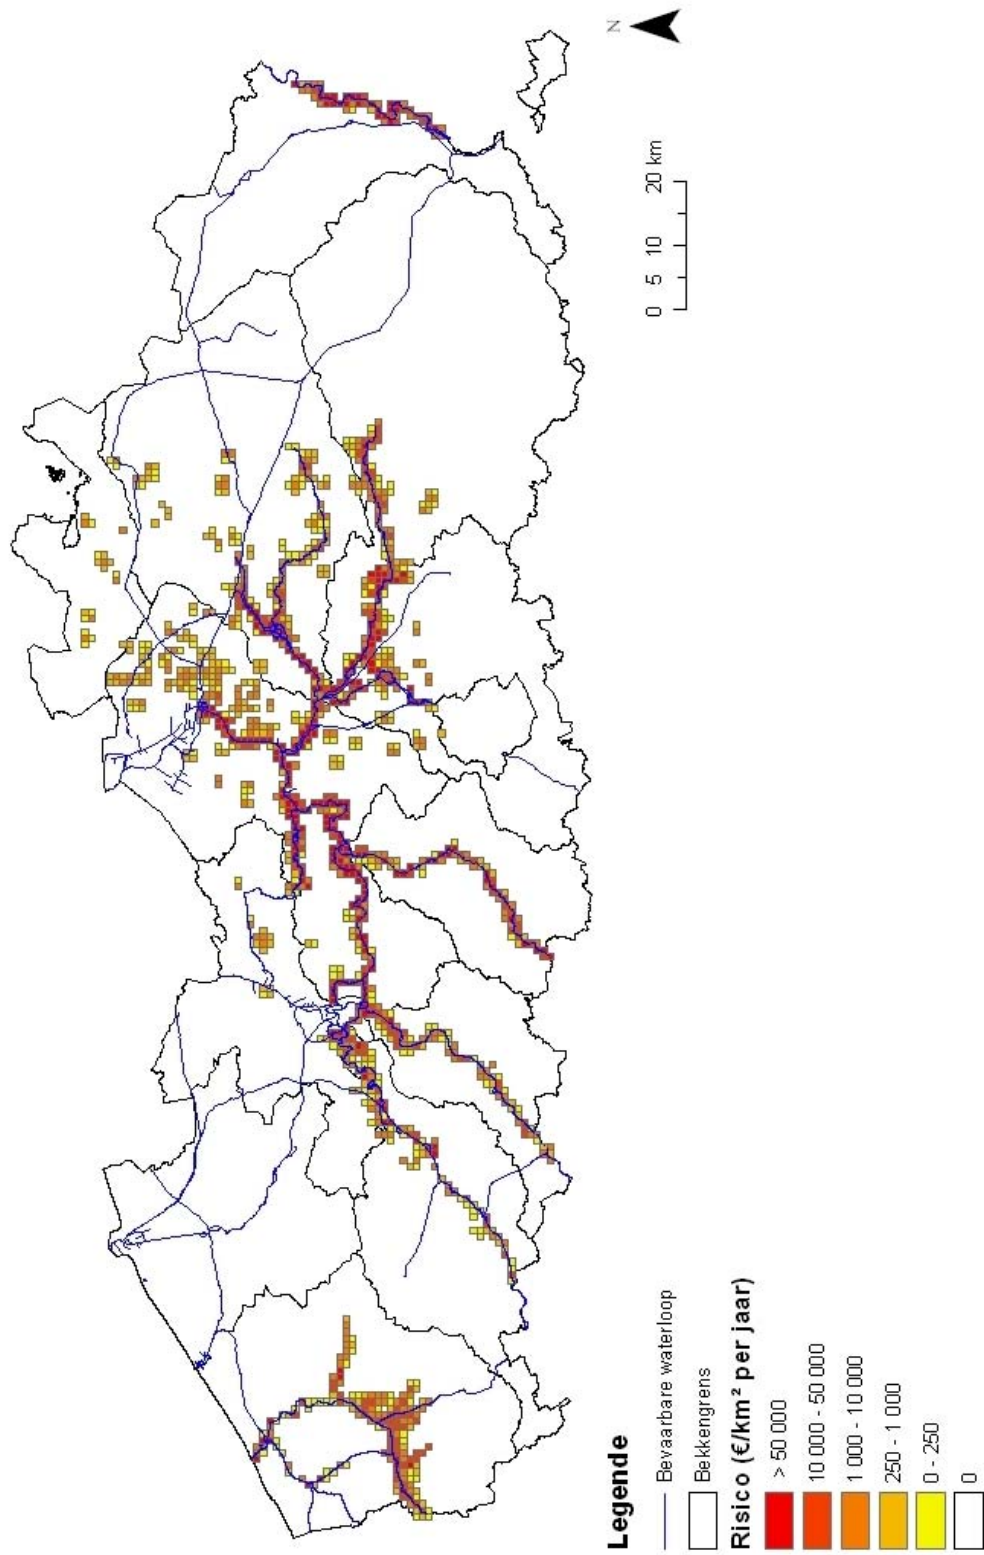 N
0 5 10 20 km
Legende
Bevaarbare waterloop
Bekkengrens
Risico (€/km² per jaar)
> 50 000
10 000 - 50 000
1 000 - 10 000
250 - 1 000
0 - 250
0